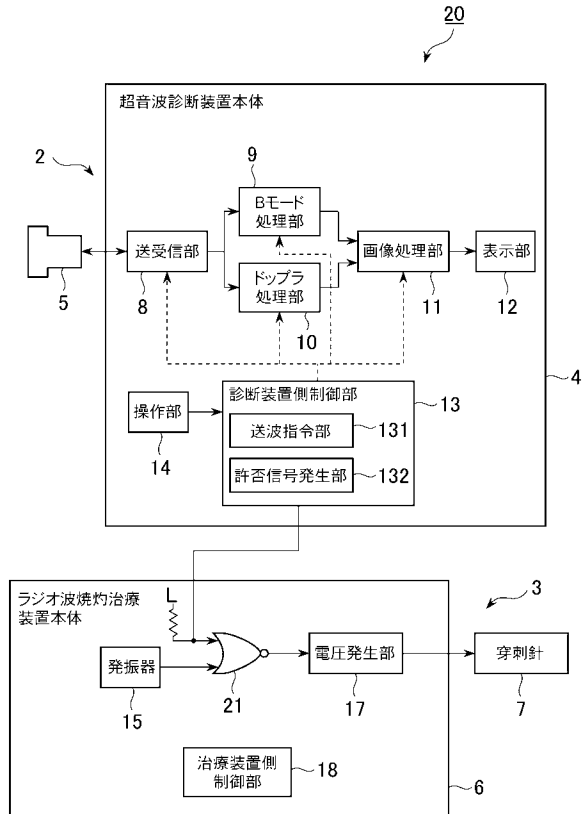 20
超音波診断装置本体
2
9
Bモード
処理部
送受信部
画像処理部
表示部
5
8
ドップラ
処理部
11
12
10
診断装置側制御部
13
4
操作部
送波指令部
131
14
許否信号発生部
132
ラジオ波焼灼治療
装置本体
L
3
発振器
電圧発生部
穿刺針
15
21
17
7
治療装置側
制御部
18
6